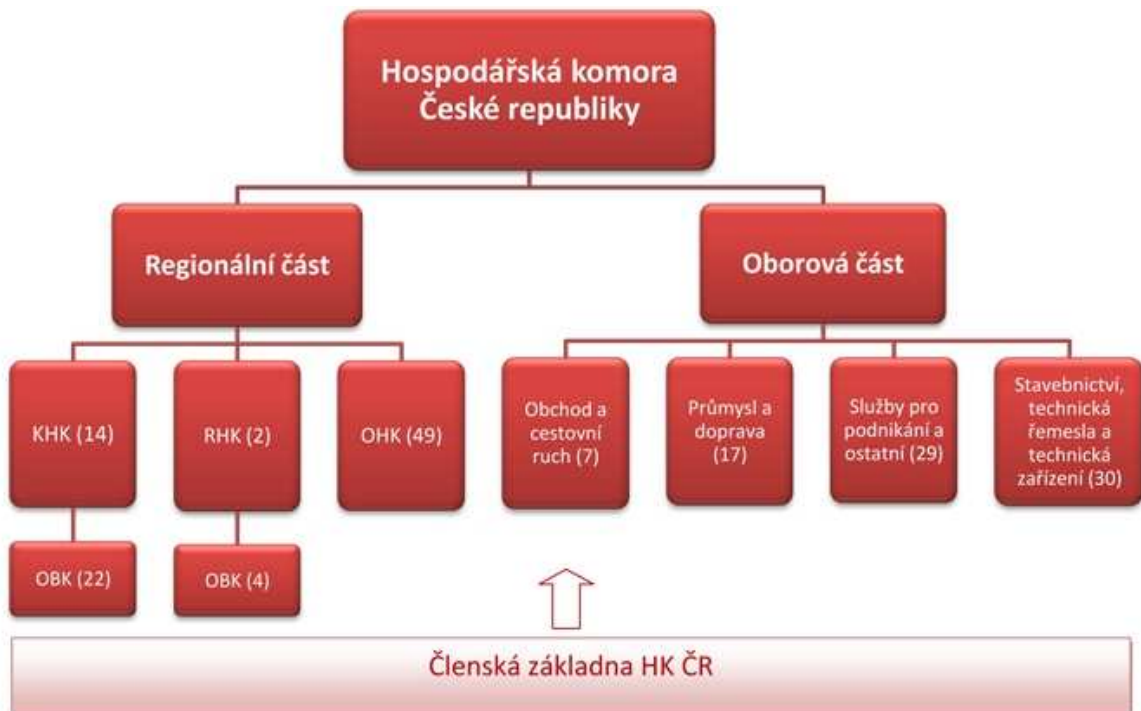 Hospodářská komora
České republiky
Regionální část
Oborová část
KHK (14)
RHK (2)
OHK (49)
Obchod a
cestovní
ruch (7)
Průmysl a
doprava
(17)
Služby pro
podnikání a
ostatní (29)
Stavebnictví,
technická
řemesla a
technická
zařízení (30)
OBK (22)
OBK (4)
Členská základna HK ČR